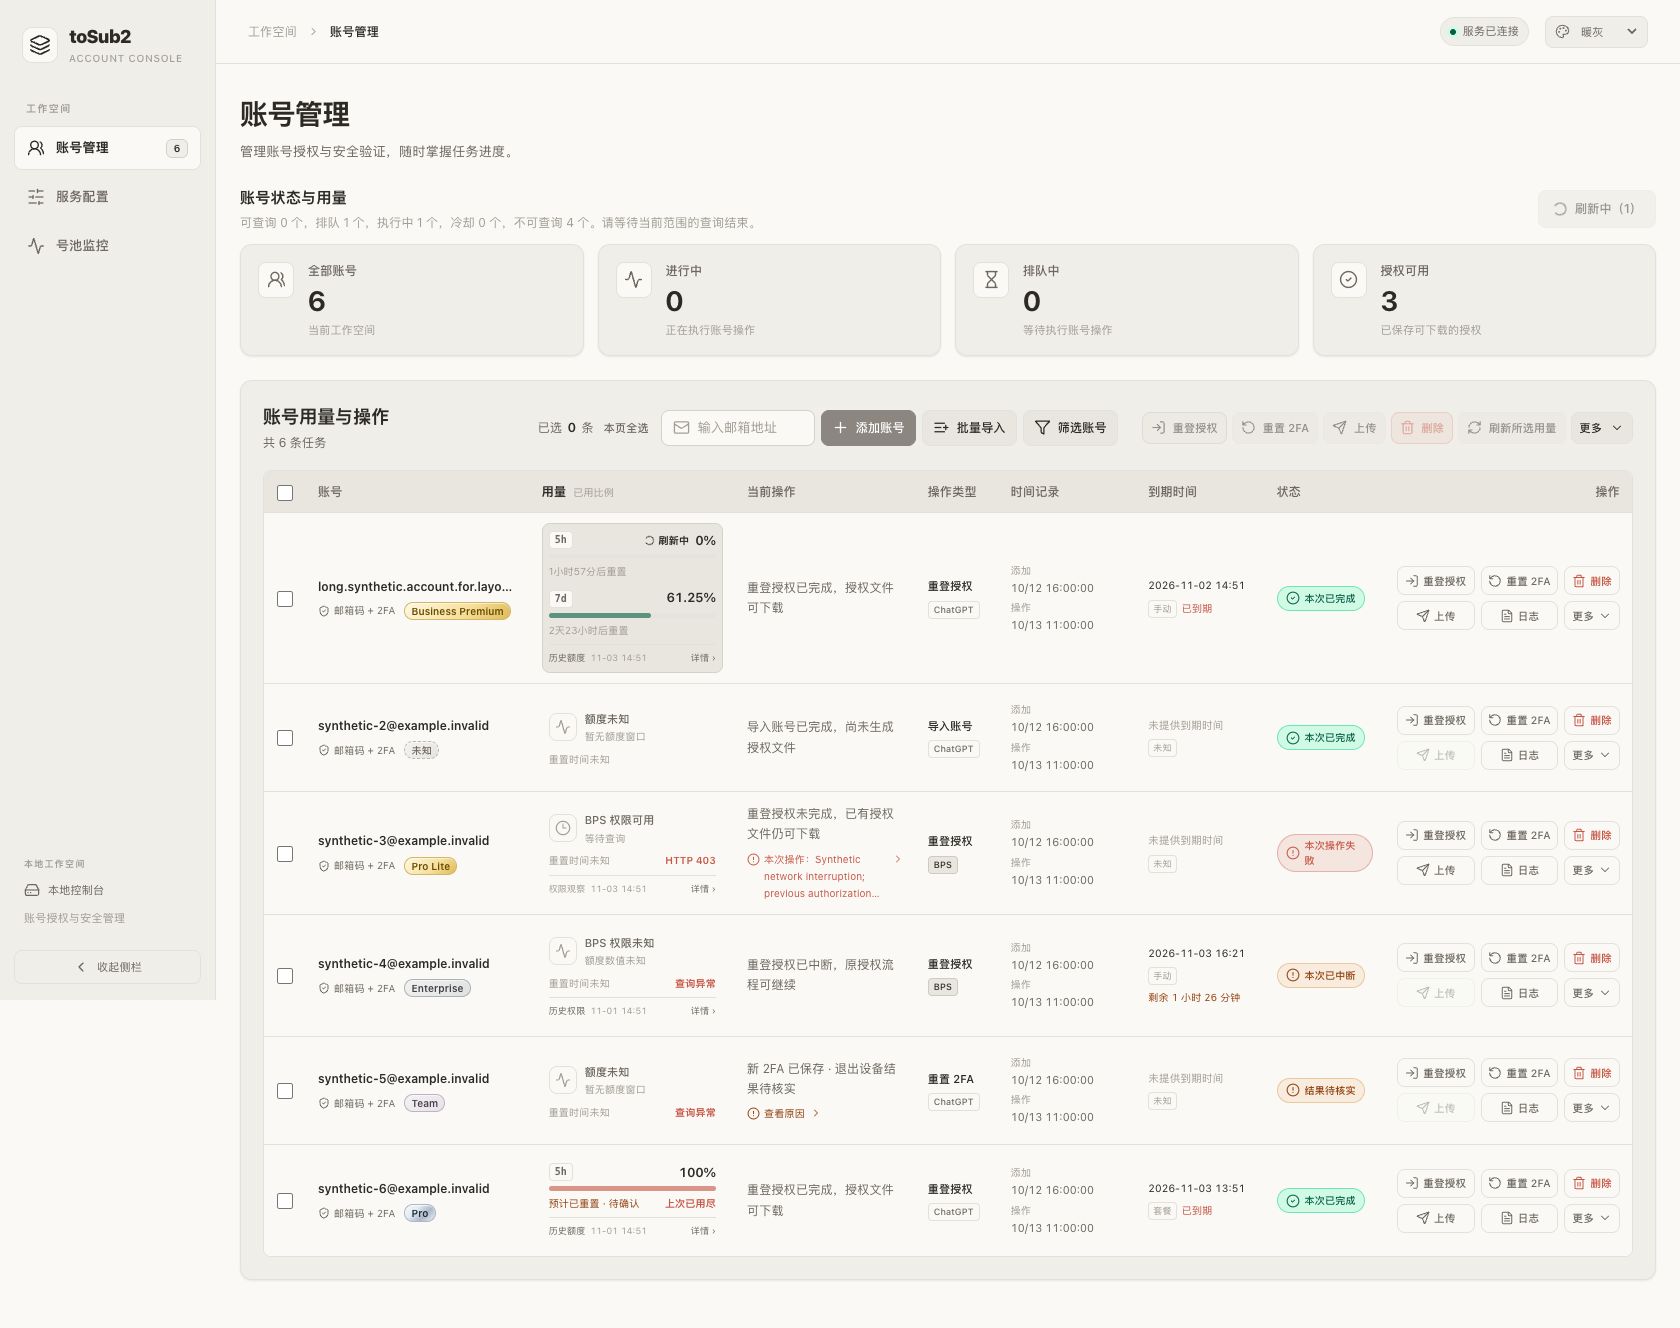 toSub2
ACCOUNT CONSOLE
工作空间
账号管理 6
服务配置
号池监控
本地工作空间
本地控制台
账号授权与安全管理
收起侧栏
工作空间 账号管理
服务已连接
暖灰
账号管理
管理账号授权与安全验证，随时掌握任务进度。
账号状态与用量
可查询 0 个，排队 1 个，执行中 1 个，冷却 0 个，不可查询 4 个。请等待当前范围的查询结束。
刷新中（1）
全部账号
6
当前工作空间
进行中
0
正在执行账号操作
排队中
0
等待执行账号操作
授权可用
3
已保存可下载的授权
账号用量与操作
共 6 条任务
已选 0 条 本页全选 输入邮箱地址 添加账号 批量导入 筛选账号 重登授权 重置 2FA 上传 删除 刷新所选用量 更多
账号 用量 已用比例 当前操作 操作类型 时间记录 到期时间 状态 操作
long.synthetic.account.for.layo...
邮箱码 + 2FA Business Premium
5h 刷新中 0%
1小时57分后重置
7d 61.25%
2天23小时后重置
历史额度 11-03 14:51 详情 ›
重登授权已完成，授权文件
可下载
重登授权
ChatGPT
添加
10/12 16:00:00
操作
10/13 11:00:00
2026-11-02 14:51
手动 已到期
本次已完成
重登授权 重置 2FA 删除
上传 日志 更多
synthetic-2@example.invalid
邮箱码 + 2FA 未知
额度未知
暂无额度窗口
重置时间未知
导入账号已完成，尚未生成
授权文件
导入账号
ChatGPT
添加
10/12 16:00:00
操作
10/13 11:00:00
未提供到期时间
未知
本次已完成
重登授权 重置 2FA 删除
上传 日志 更多
synthetic-3@example.invalid
邮箱码 + 2FA Pro Lite
BPS 权限可用
等待查询
重置时间未知 HTTP 403
权限观察 11-03 14:51 详情 ›
重登授权未完成，已有授权
文件仍可下载
本次操作：Synthetic
network interruption;
previous authorization...
重登授权
BPS
添加
10/12 16:00:00
操作
10/13 11:00:00
未提供到期时间
未知
本次操作失
败
重登授权 重置 2FA 删除
上传 日志 更多
synthetic-4@example.invalid
邮箱码 + 2FA Enterprise
BPS 权限未知
额度数值未知
重置时间未知 查询异常
历史权限 11-01 14:51 详情 ›
重登授权已中断，原授权流
程可继续
重登授权
BPS
添加
10/12 16:00:00
操作
10/13 11:00:00
2026-11-03 16:21
手动
剩余 1 小时 26 分钟
本次已中断
重登授权 重置 2FA 删除
上传 日志 更多
synthetic-5@example.invalid
邮箱码 + 2FA Team
额度未知
暂无额度窗口
重置时间未知 查询异常
新 2FA 已保存 · 退出设备结
果待核实
查看原因
重置 2FA
ChatGPT
添加
10/12 16:00:00
操作
10/13 11:00:00
未提供到期时间
未知
结果待核实
重登授权 重置 2FA 删除
上传 日志 更多
synthetic-6@example.invalid
邮箱码 + 2FA Pro
5h 100%
预计已重置 · 待确认 上次已用尽
历史额度 11-01 14:51 详情 ›
重登授权已完成，授权文件
可下载
重登授权
ChatGPT
添加
10/12 16:00:00
操作
10/13 11:00:00
2026-11-03 13:51
套餐 已到期
本次已完成
重登授权 重置 2FA 删除
上传 日志 更多